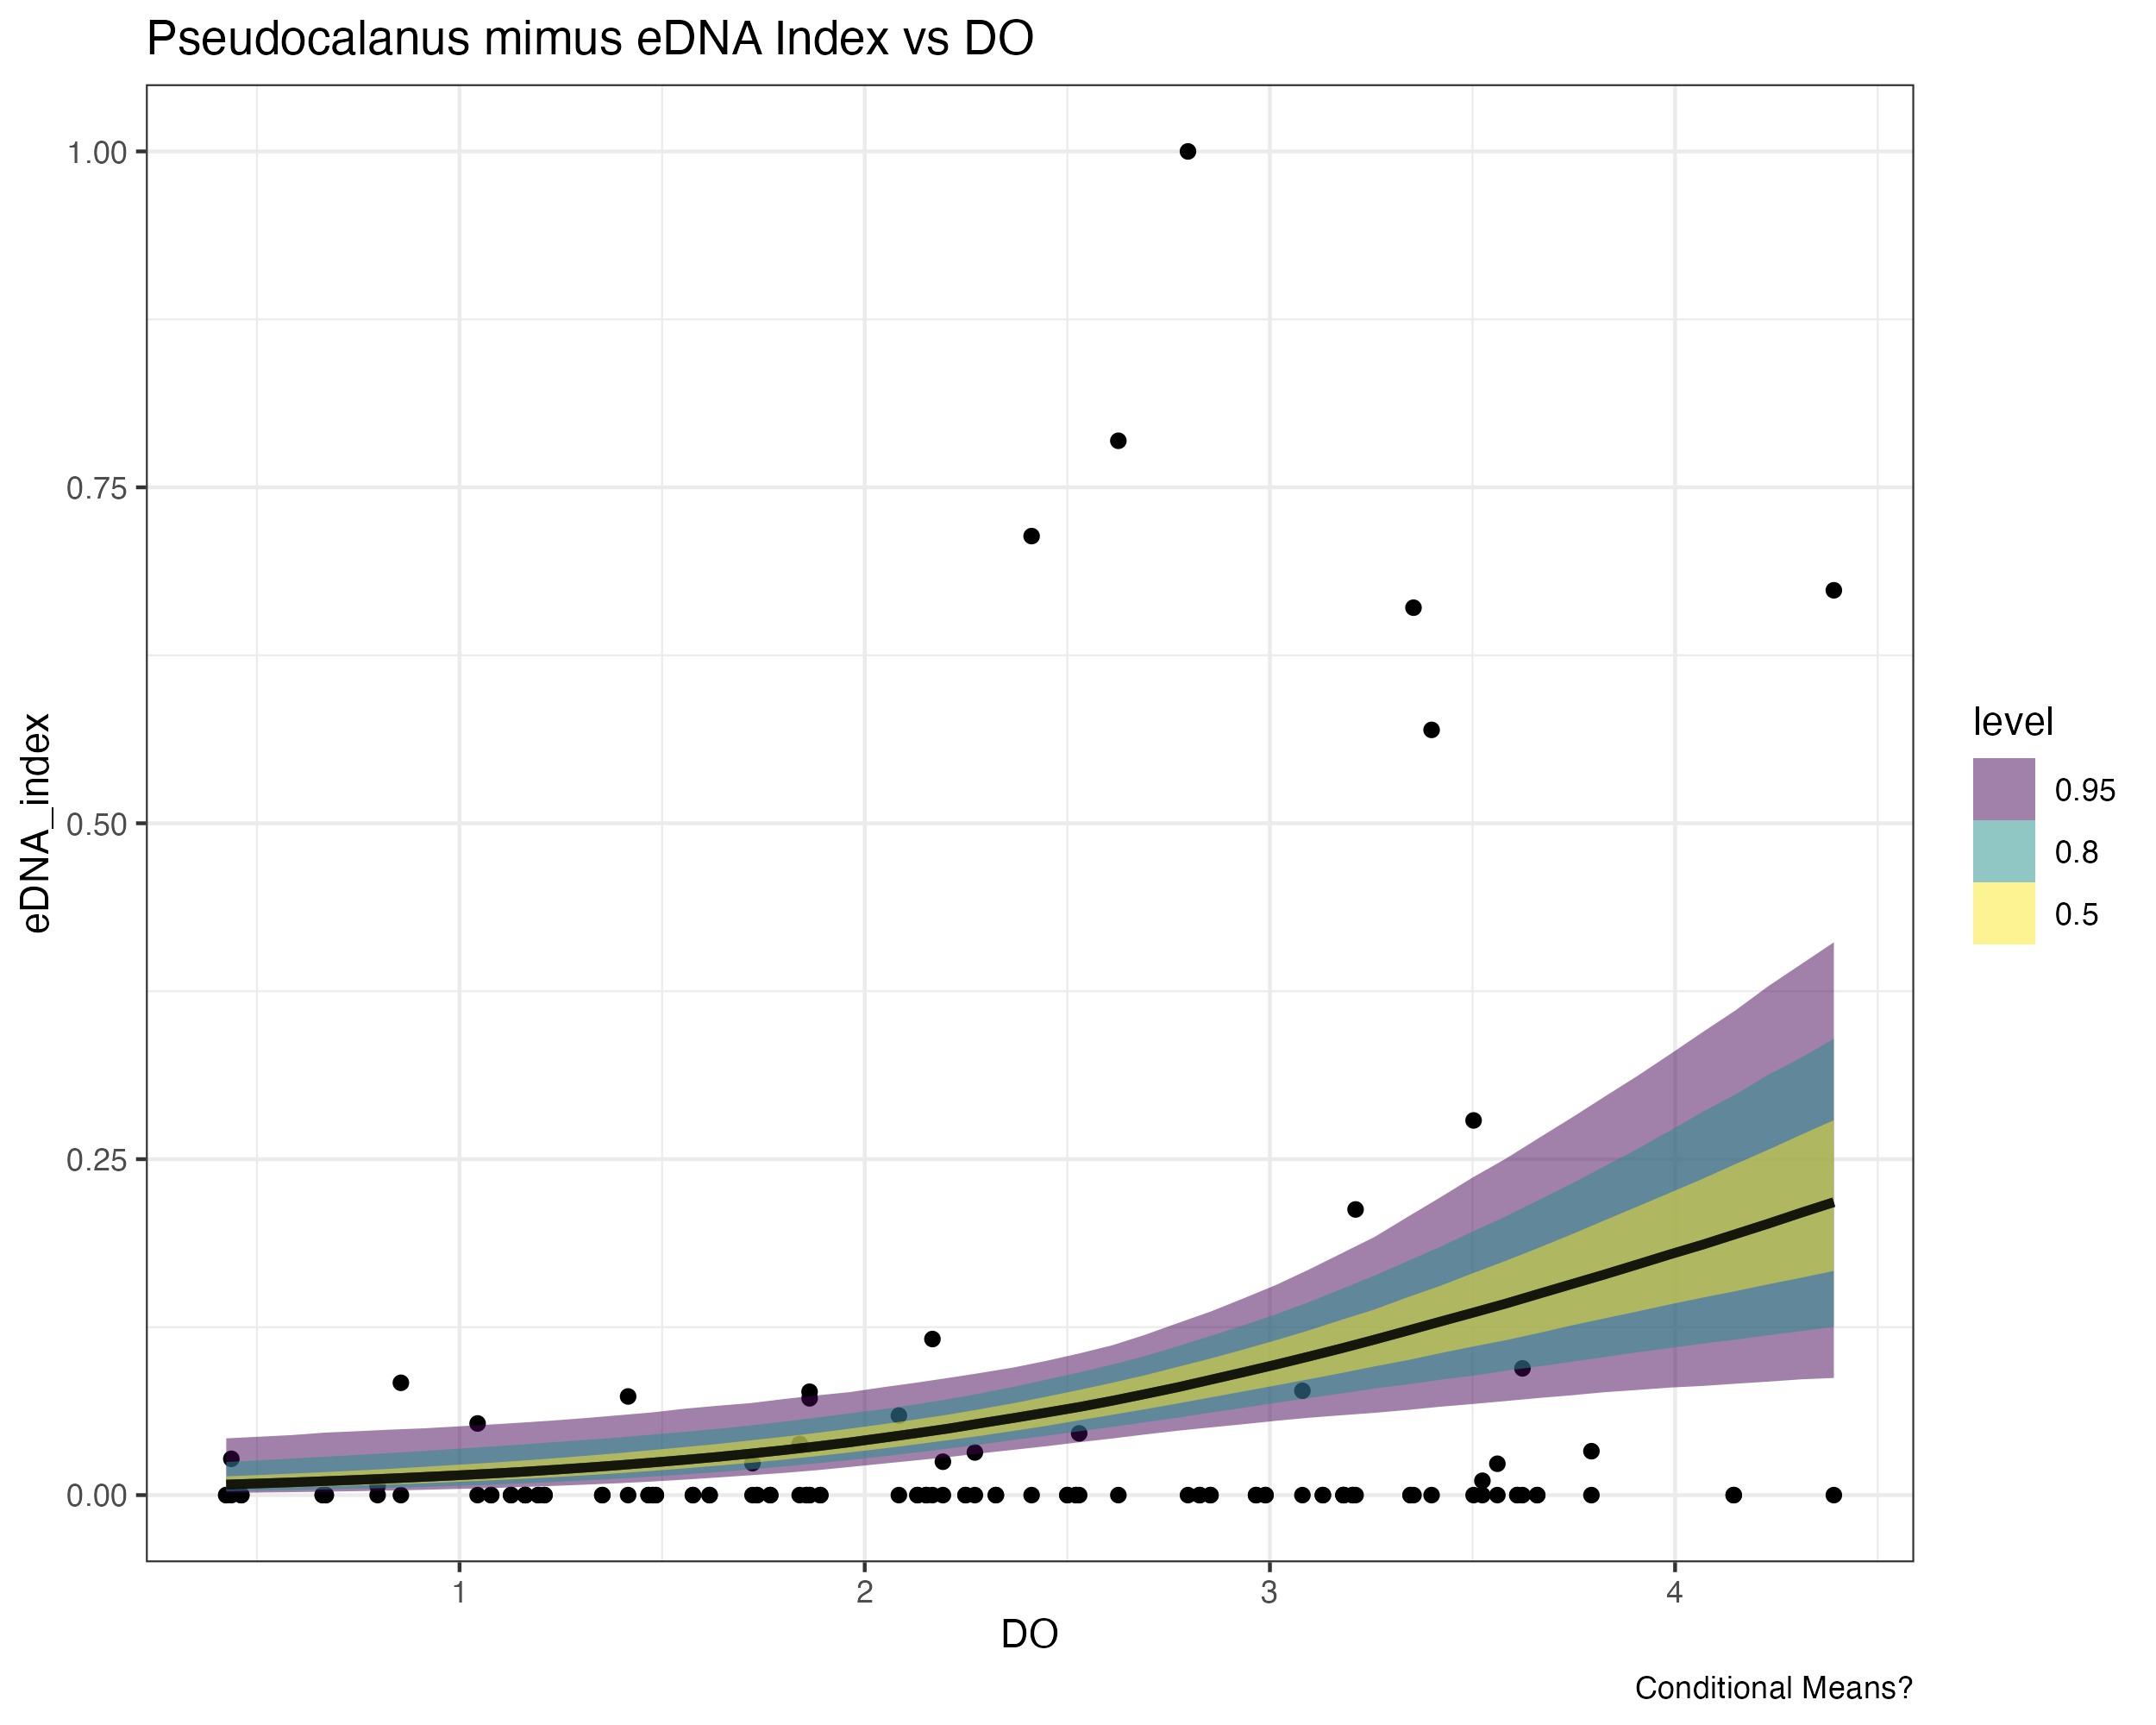 Pseudocalanus mimus eDNA Index vs DO
1.00
0.75
0.50
0.25
0.00
eDNA_index
1
2
3
4
DO
level
0.95
0.8
0.5
Conditional Means?